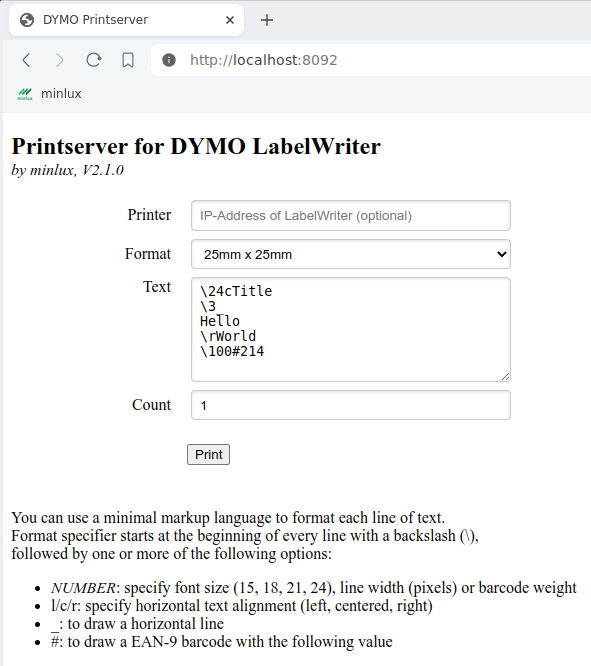 DYMO Printserver
http://localhost:8092
minlux
minlux
Printserver for DYMO LabelWriter
by minlux, V2.1.0
Printer
IP-Address of LabelWriter (optional)
Format
25mm x 25mm
Text
\24cTitle
\3_
Hello
\rWorld
\100#214
Count
1
Print
You can use a minimal markup language to format each line of text.
Format specifier starts at the beginning of every line with a backslash (\),
followed by one or more of the following options:
• NUMBER: specify font size (15, 18, 21, 24), line width (pixels) or barcode weight
• l/c/r: specify horizontal text alignment (left, centered, right)
• _: to draw a horizontal line
• #: to draw a EAN-9 barcode with the following value